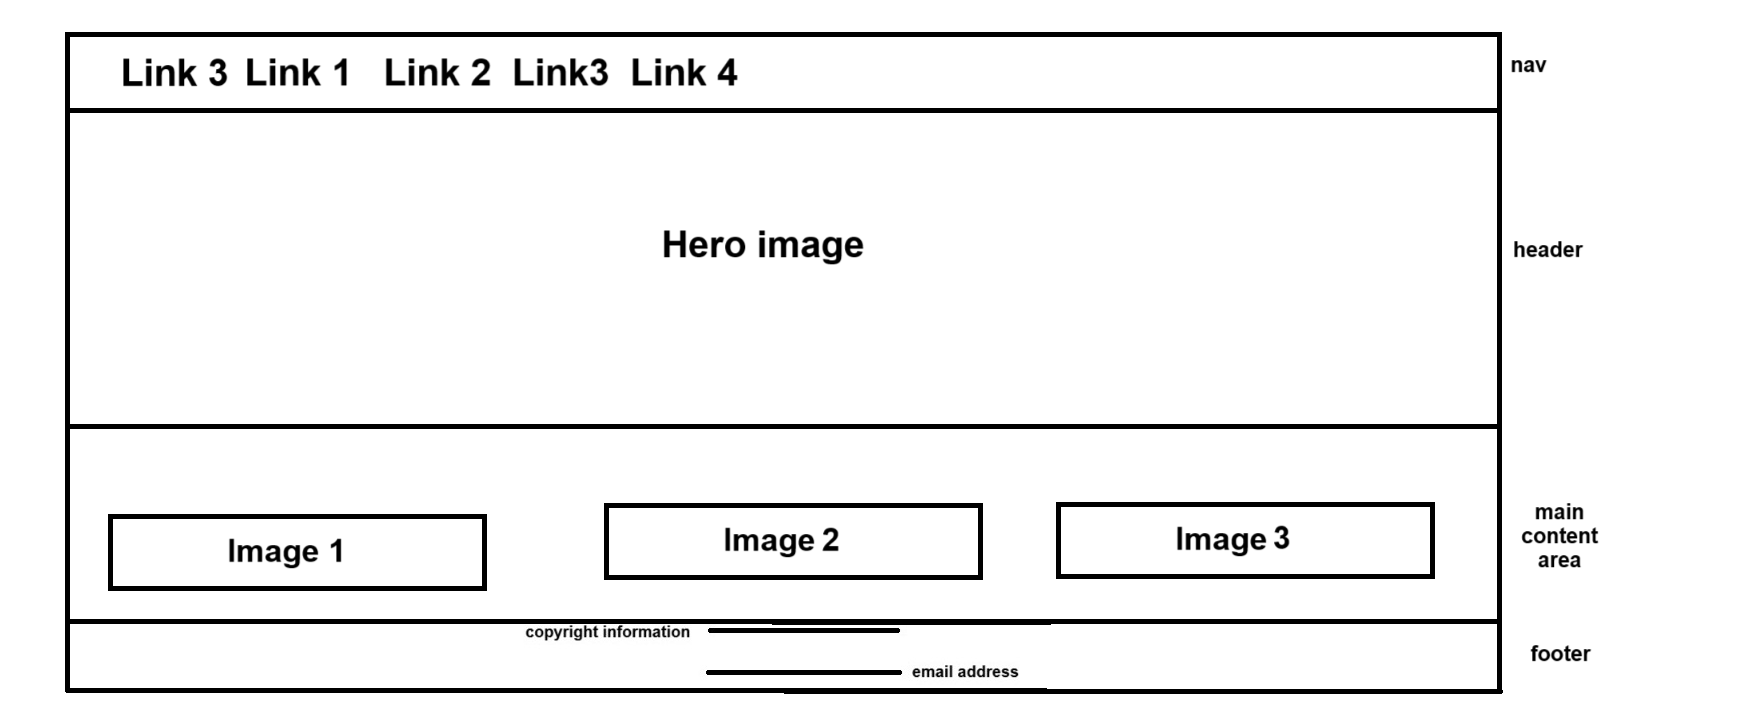 Link 3 Link 1 Link 2 Link3 Link 4
nav
Hero image
header
Image 1
Image 2
Image 3
main
content
area
copyright information
email address
footer